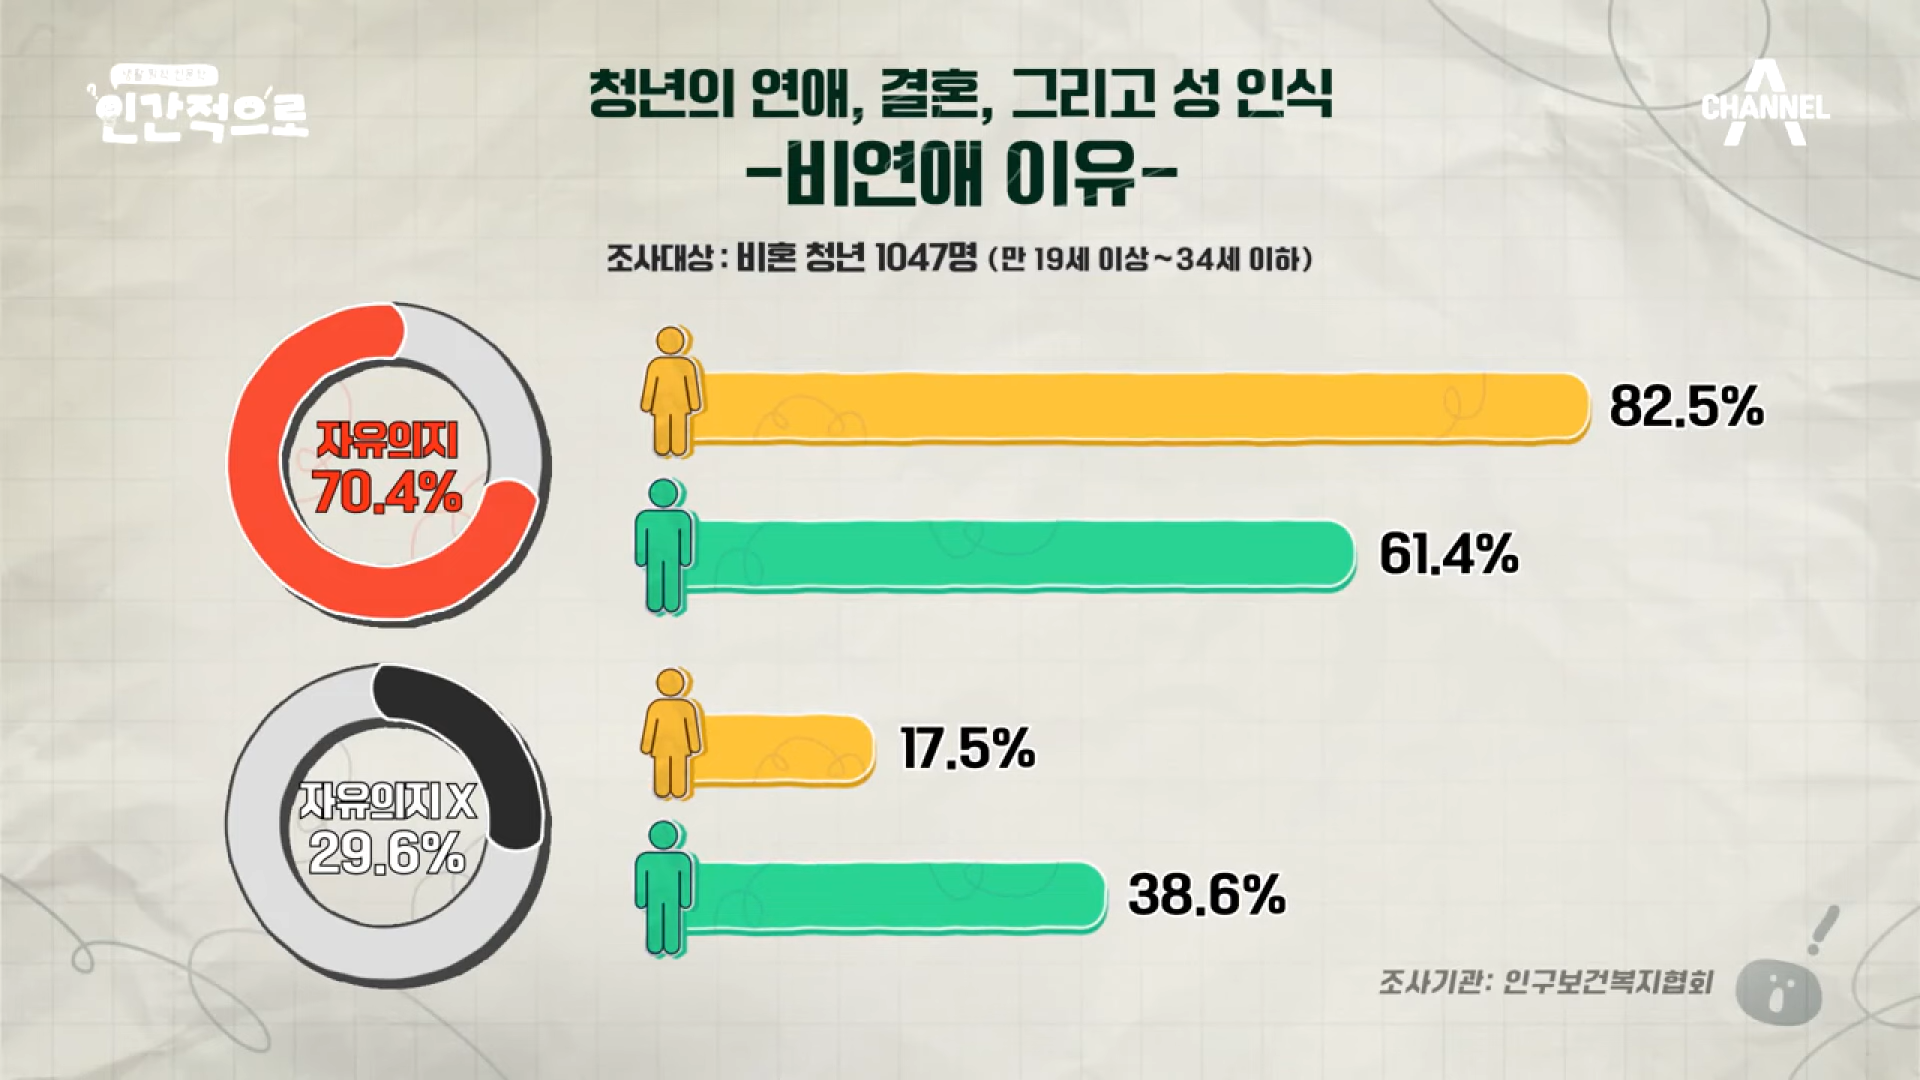 인간적으로
CHANNEL A
청년의 연애, 결혼, 그리고 성 인식
-비연애 이유-
조사대상 : 비혼 청년 1047명 (만 19세 이상~34세 이하)
자유의지
70.4%
82.5%
61.4%
자유의지 X
29.6%
17.5%
38.6%
조사기관: 인구보건복지협회